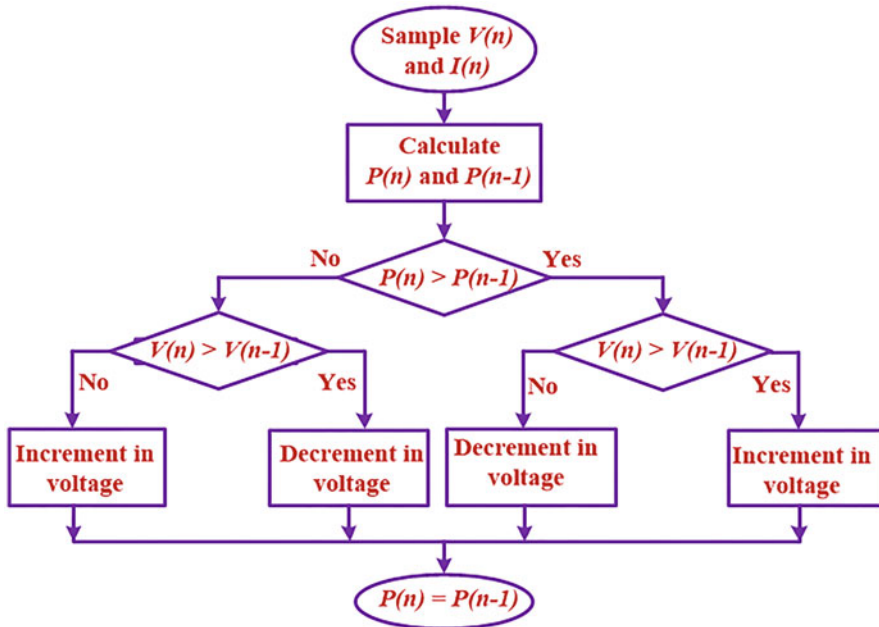 Sample V(n)
and I(n)
Calculate
P(n) and P(n-1)
No
Yes
P(n) > P(n-1)
V(n) > V(n-1)
V(n) > V(n-1)
No
Yes
No
Yes
Increment in
voltage
Decrement in
voltage
Decrement in
voltage
Increment in
voltage
P(n) = P(n-1)